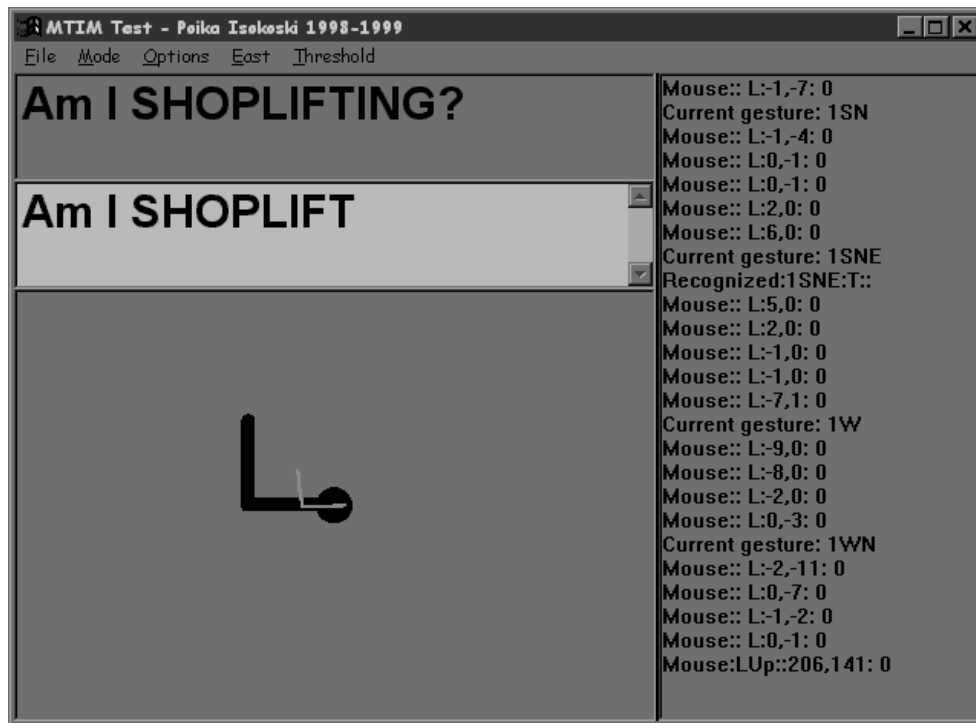 MTIM Test - Poika Isokoski 1998-1999
File Mode Options East Threshold
Am I SHOPLIFTING?
Am I SHOPLIFT
Mouse:: L:-1,-7: 0
Current gesture: 1SN
Mouse:: L:-1,-4: 0
Mouse:: L:0,-1: 0
Mouse:: L:0,-1: 0
Mouse:: L:2,0: 0
Mouse:: L:6,0: 0
Current gesture: 1SNE
Recognized:1SNE:T::
Mouse:: L:5,0: 0
Mouse:: L:2,0: 0
Mouse:: L:-1,0: 0
Mouse:: L:-1,0: 0
Mouse:: L:-7,1: 0
Current gesture: 1W
Mouse:: L:-9,0: 0
Mouse:: L:-8,0: 0
Mouse:: L:-2,0: 0
Mouse:: L:0,-3: 0
Current gesture: 1WN
Mouse:: L:-2,-11: 0
Mouse:: L:0,-7: 0
Mouse:: L:-1,-2: 0
Mouse:: L:0,-1: 0
Mouse:LUp::206,141: 0